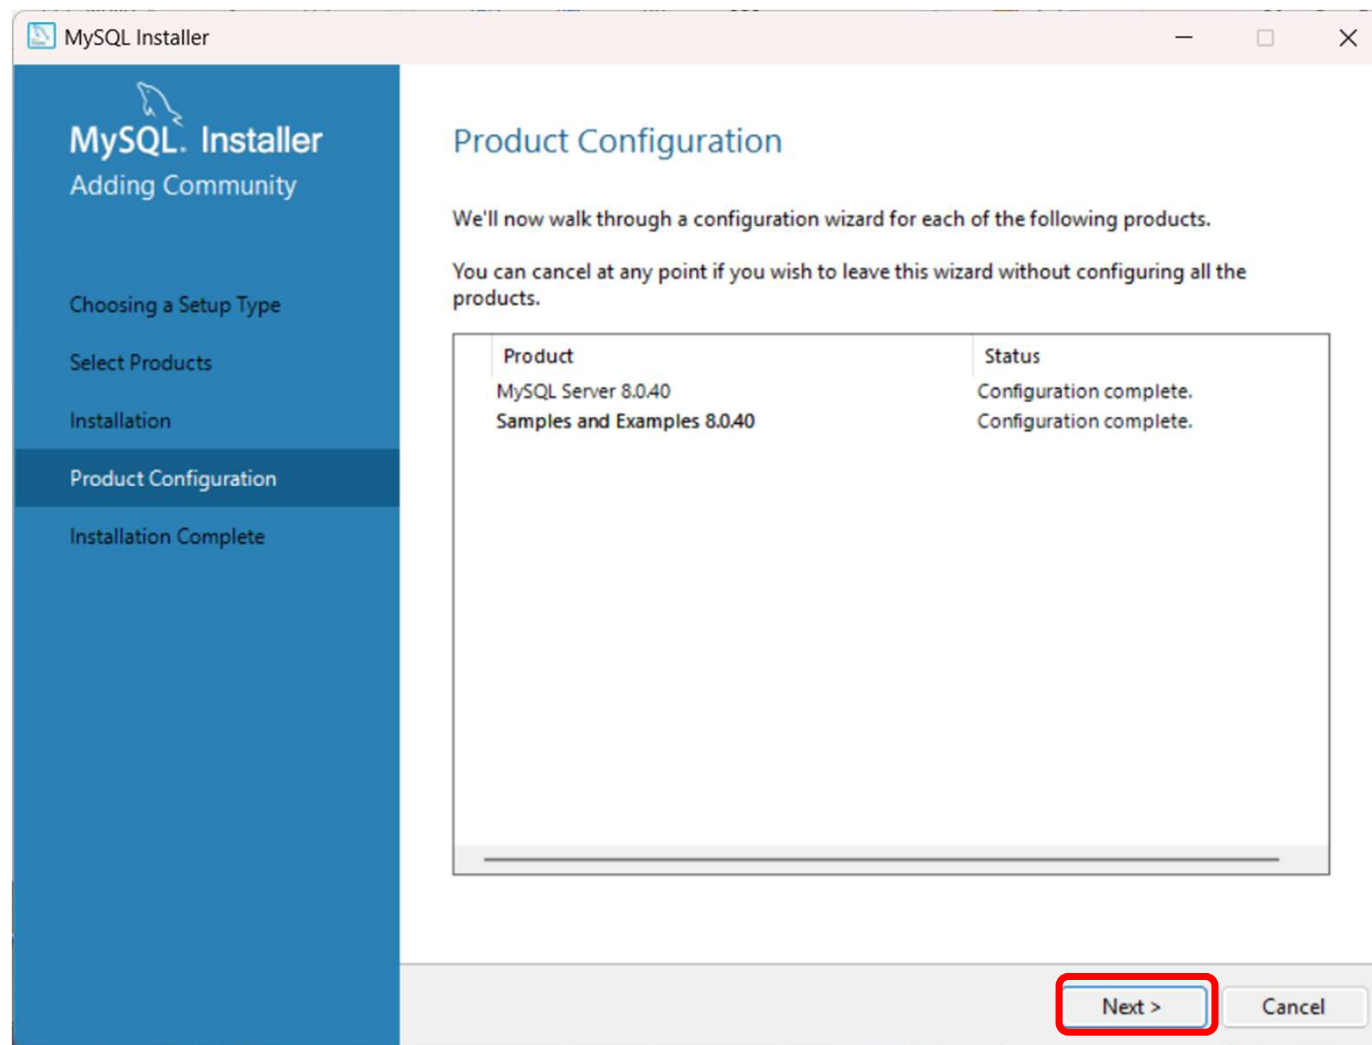 MySQL Installer
MySQL. Installer
Adding Community
Choosing a Setup Type
Select Products
Installation
Product Configuration
Installation Complete
Product Configuration
We'll now walk through a configuration wizard for each of the following products.
You can cancel at any point if you wish to leave this wizard without configuring all the
products.
Product Status
MySQL Server 8.0.40 Configuration complete.
Samples and Examples 8.0.40 Configuration complete.
Next > Cancel